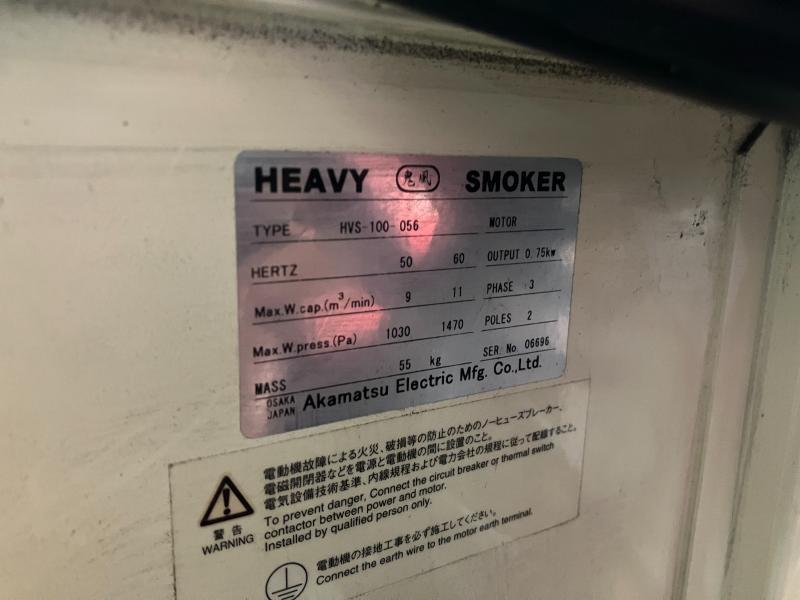 HEAVY 鬼風 SMOKER
TYPE HVS-100-056 MOTOR
HERTZ 50 60 OUTPUT 0.75kw
Max.W.cap.(m³/min) 9 11 PHASE 3
Max.W.press.(Pa) 1030 1470 POLES 2
MASS 55 kg SER. No. 06696
OSAKA JAPAN Akamatsu Electric Mfg. Co.,Ltd.
電動機故障による火災、破損等の防止のためのノーヒューズブレーカー、
電磁開閉器などを電源と電動機の間に設置のこと。
電気設備技術基準、内線規程および電力会社の規程に従って配線すること。
To prevent danger, Connect the circuit breaker or thermal switch
contactor between power and motor.
Installed by qualified person only.
警告
WARNING
電動機の接地工事を必ず施工してください。
Connect the earth wire to the motor earth terminal.